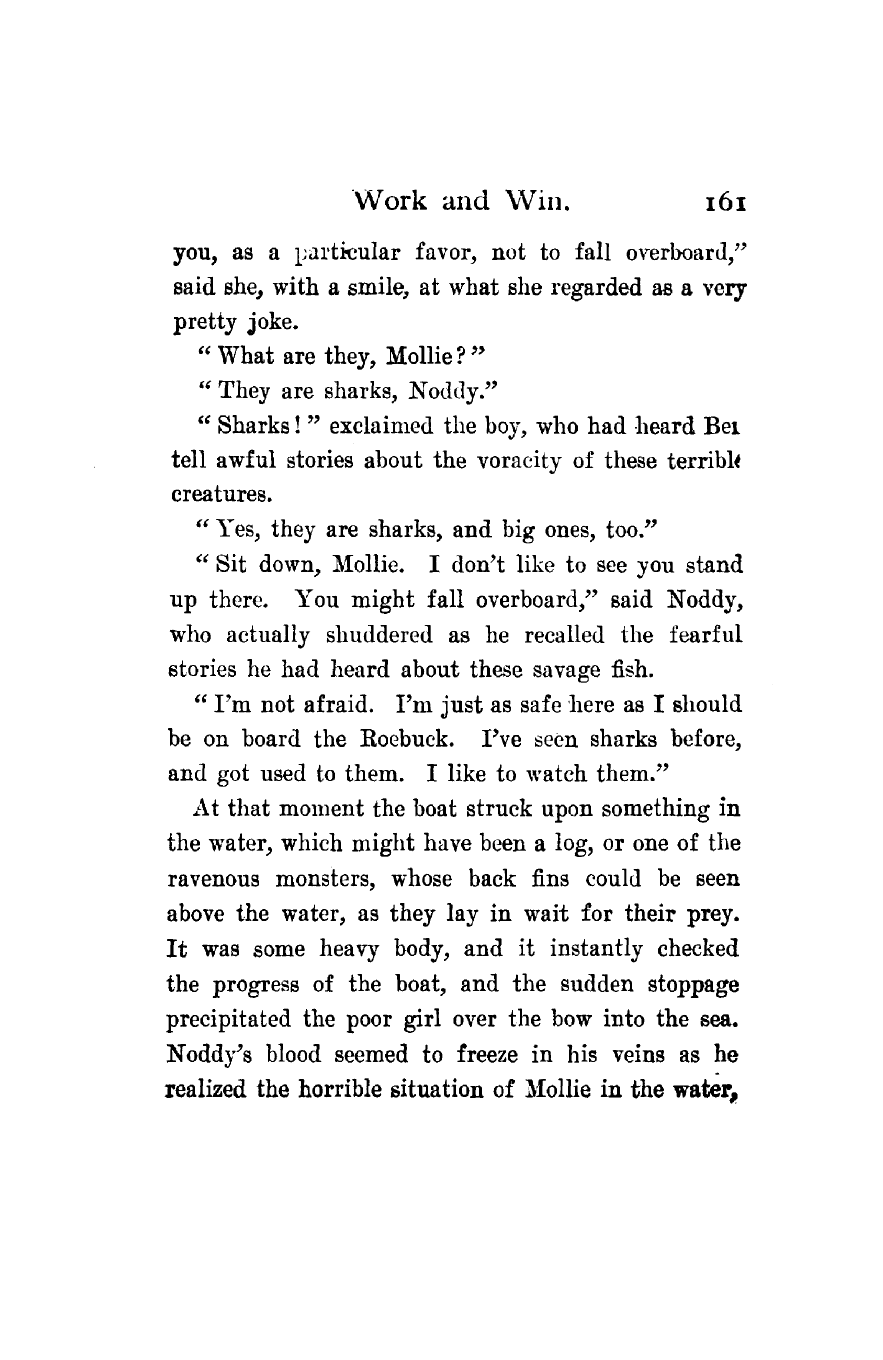 Work and Win. 161
you, as a particular favor, not to fall overboard,”
said she, with a smile, at what she regarded as a very
pretty joke.
“ What are they, Mollie? ”
“ They are sharks, Noddy.”
“ Sharks! ” exclaimed the boy, who had heard Ben
tell awful stories about the voracity of these terrible
creatures.
“ Yes, they are sharks, and big ones, too.”
“ Sit down, Mollie. I don’t like to see you stand
up there. You might fall overboard,” said Noddy,
who actually shuddered as he recalled the fearful
stories he had heard about these savage fish.
“ I’m not afraid. I’m just as safe here as I should
be on board the Roebuck. I’ve seen sharks before,
and got used to them. I like to watch them.”
At that moment the boat struck upon something in
the water, which might have been a log, or one of the
ravenous monsters, whose back fins could be seen
above the water, as they lay in wait for their prey.
It was some heavy body, and it instantly checked
the progress of the boat, and the sudden stoppage
precipitated the poor girl over the bow into the sea.
Noddy’s blood seemed to freeze in his veins as he
realized the horrible situation of Mollie in the water,